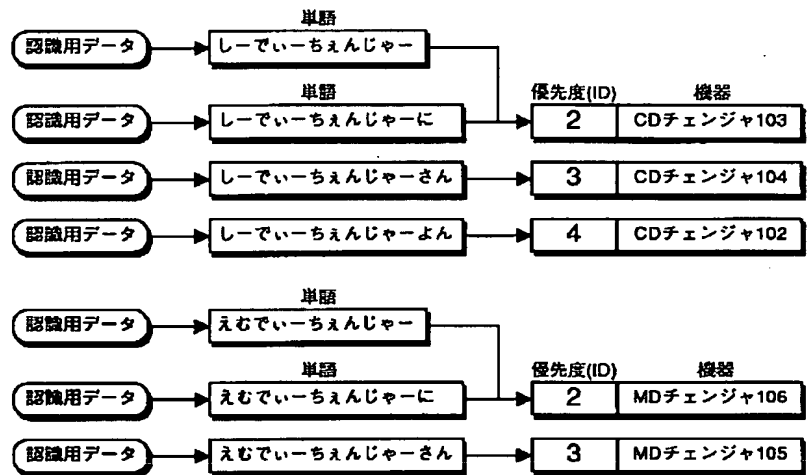 単語
認識用データ しーでぃーちぇんじゃー
単語 優先度(ID) 機器
認識用データ しーでぃーちぇんじゃーに 2 CDチェンジャ103
認識用データ しーでぃーちぇんじゃーさん 3 CDチェンジャ104
認識用データ しーでぃーちぇんじゃーよん 4 CDチェンジャ102
単語
認識用データ えむでぃーちぇんじゃー
単語 優先度(ID) 機器
認識用データ えむでぃーちぇんじゃーに 2 MDチェンジャ106
認識用データ えむでぃーちぇんじゃーさん 3 MDチェンジャ105